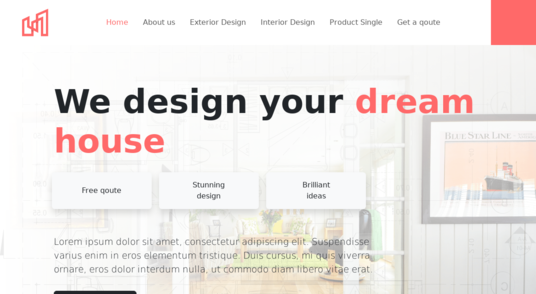 Home About us Exterior Design Interior Design Product Single Get a qoute
We design your dream
house
Free qoute
Stunning
design
Brilliant
ideas
BLUE STAR LINE
Lorem ipsum dolor sit amet, consectetur adipiscing elit. Suspendisse
varius enim in eros elementum tristique. Duis cursus, mi quis viverra
ornare, eros dolor interdum nulla, ut commodo diam libero vitae erat